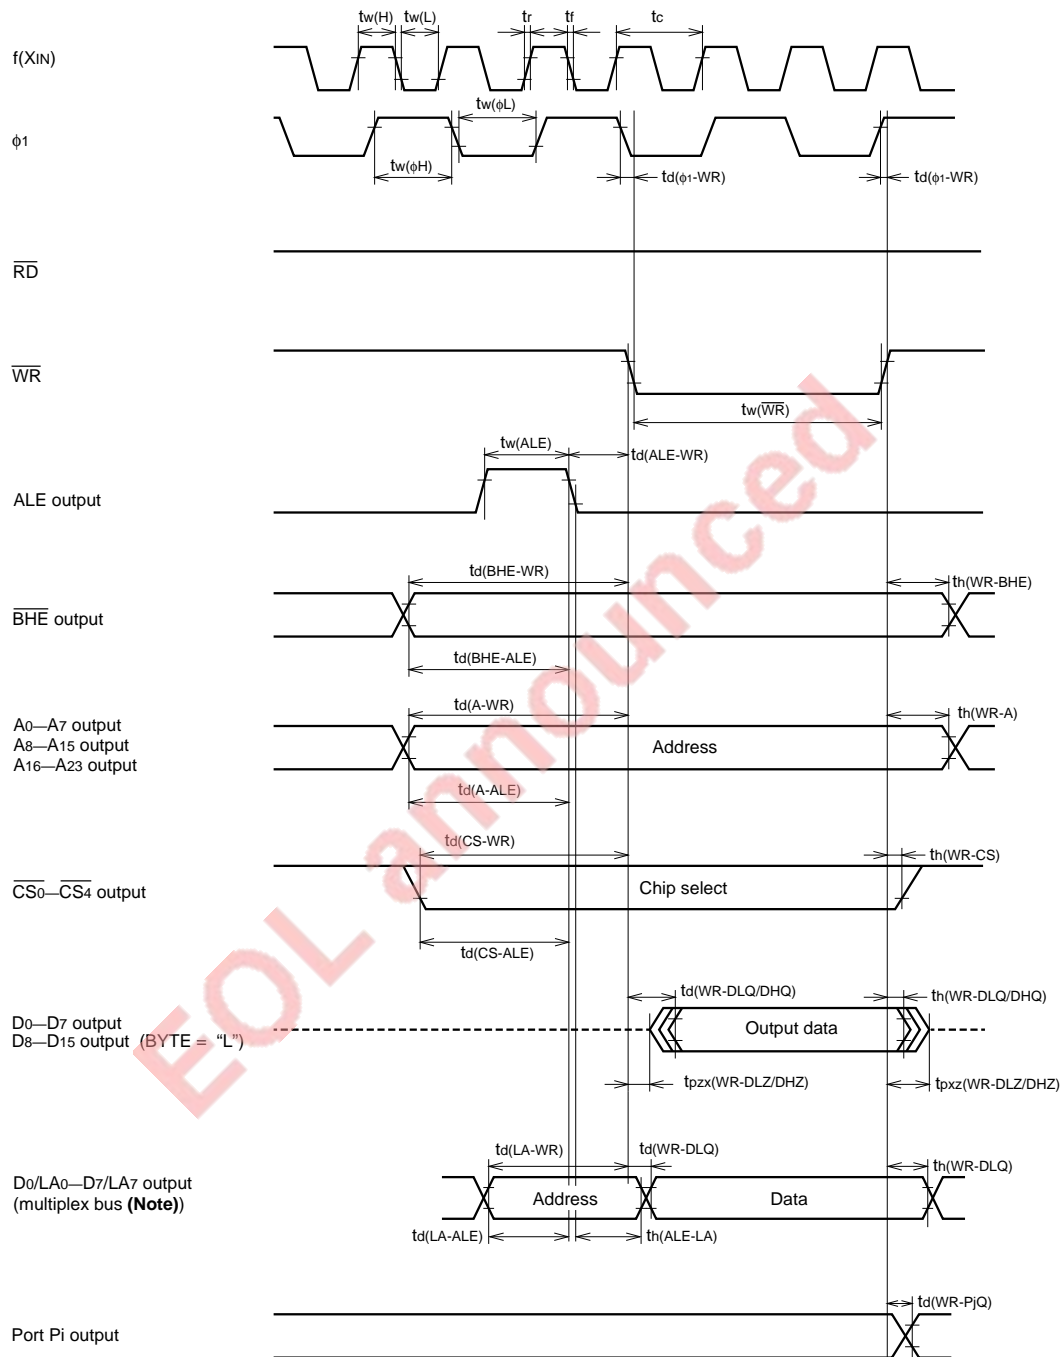 tw(H) tw(L) tr tf tc
f(XIN)
tw(ϕL)
ϕ1
tw(ϕH) td(ϕ1-WR) td(ϕ1-WR)
RD
WR
tw(WR)
tw(ALE) td(ALE-WR)
ALE output
td(BHE-WR) th(WR-BHE)
BHE output
td(BHE-ALE)
td(A-WR) th(WR-A)
A0—A7 output
A8—A15 output Address
A16—A23 output
td(A-ALE)
td(CS-WR) th(WR-CS)
CS0—CS4 output Chip select
td(CS-ALE)
td(WR-DLQ/DHQ) th(WR-DLQ/DHQ)
D0—D7 output Output data
D8—D15 output (BYTE = “L”)
tpzx(WR-DLZ/DHZ) tpxz(WR-DLZ/DHZ)
td(LA-WR) td(WR-DLQ) th(WR-DLQ)
D0/LA0—D7/LA7 output
(multiplex bus (Note)) Address Data
td(LA-ALE) th(ALE-LA)
td(WR-PjQ)
Port Pi output
EOL announced